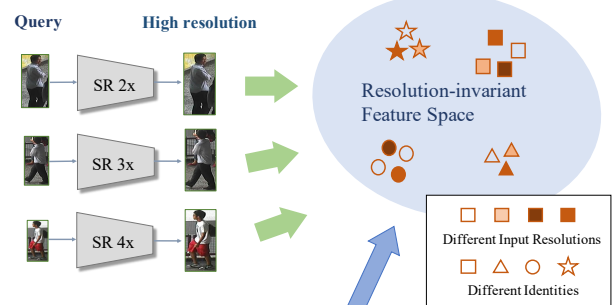 Query
High resolution
SR 2x
SR 3x
SR 4x
Resolution-invariant
Feature Space
Different Input Resolutions
Different Identities